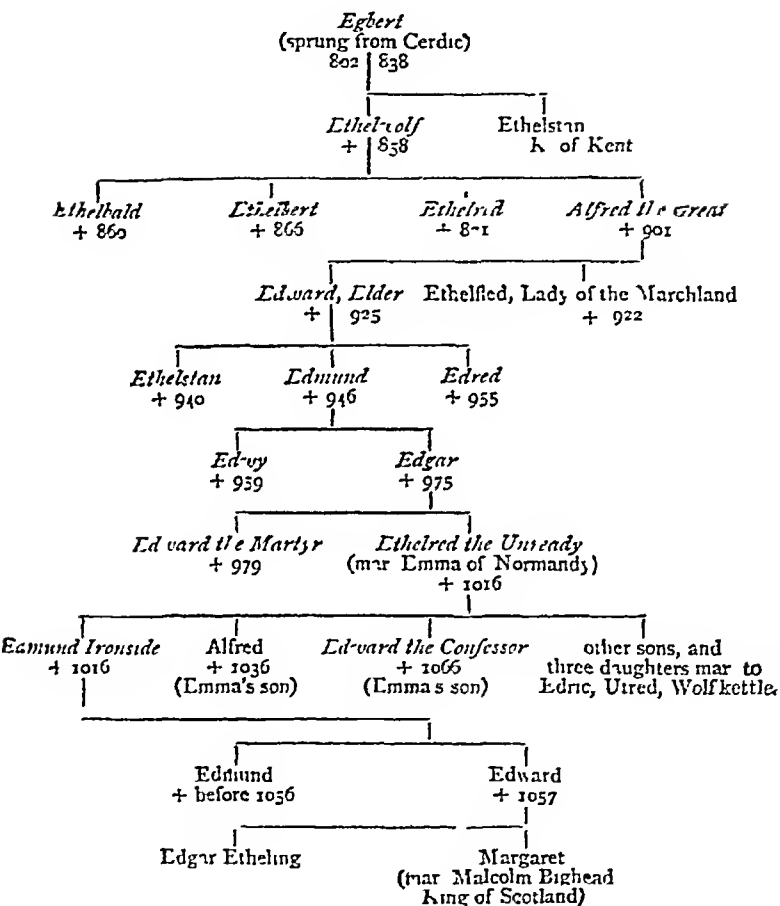 Egbert
(sprung from Cerdic)
802 838
Ethelwolf Ethelstan
+ 858 K of Kent
Ethelbald Ethelbert Ethelred Alfred the Great
+ 860 + 866 + 871 + 901
Edward, Elder Ethelfled, Lady of the Marchland
+ 925 + 922
Ethelstan Edmund Edred
+ 940 + 946 + 955
Edwy Edgar
+ 959 + 975
Edward the Martyr Ethelred the Unready
+ 979 (mar Emma of Normandy)
+ 1016
Edmund Ironside Alfred Edward the Confessor other sons, and
+ 1016 + 1036 + 1066 three daughters mar to
(Emma's son) (Emma s son) Edric, Utred, Wolfkettle
Edmund Edward
+ before 1056 + 1057
Edgar Etheling Margaret
(mar Malcolm Bighead
King of Scotland)